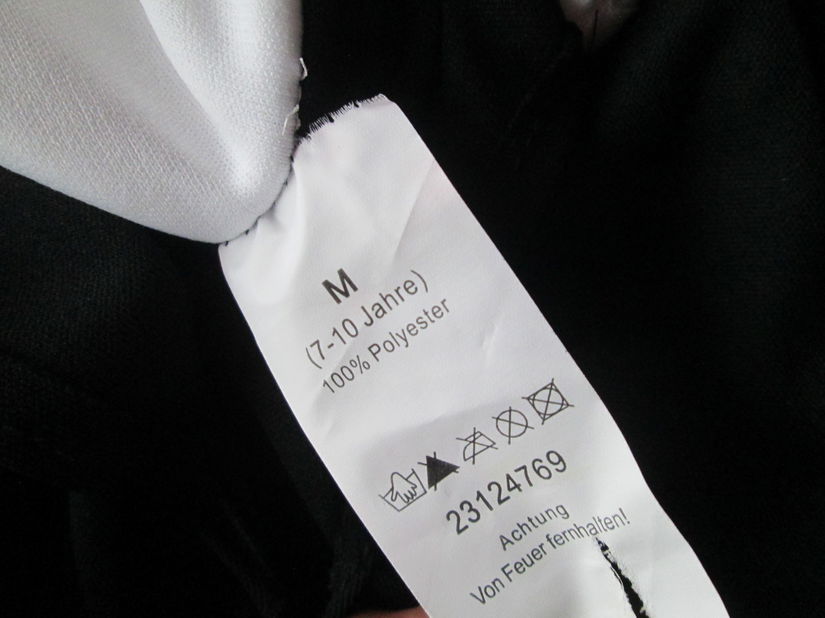 M
(7-10 Jahre)
100% Polyester
23124769
Achtung
Von Feuer fernhalten!